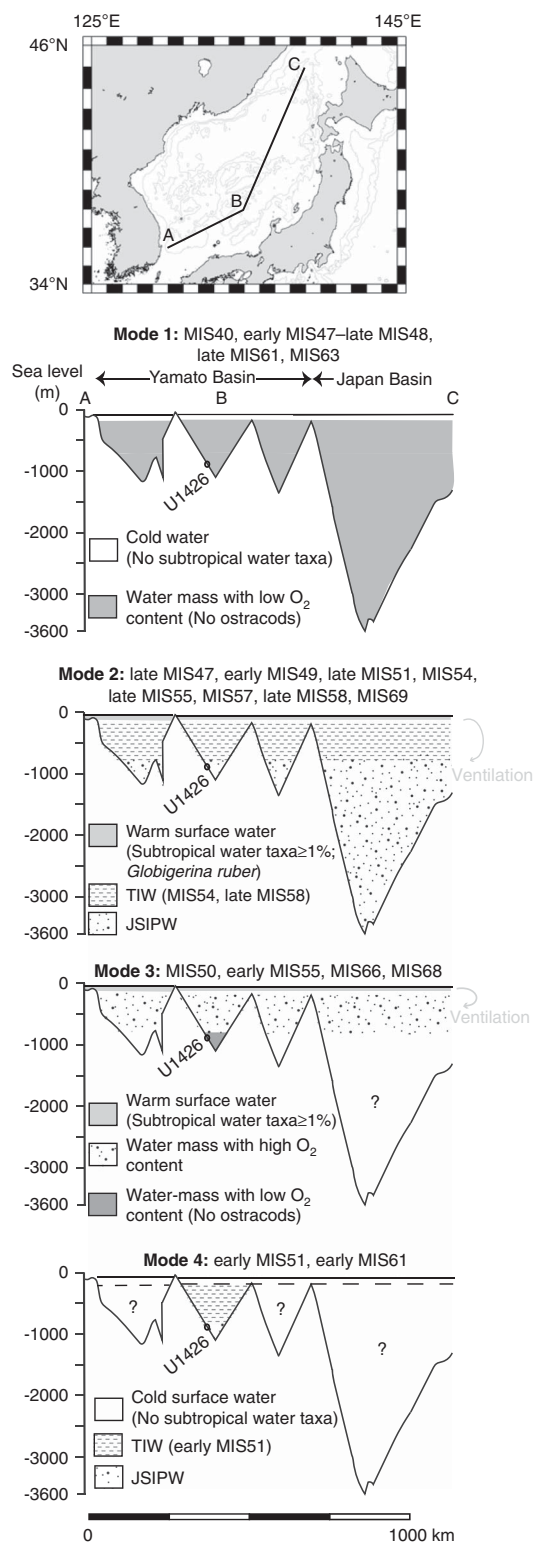 125°E 145°E
46°N
C
B
A
34°N
Mode 1: MIS40, early MIS47–late MIS48,
late MIS61, MIS63
Sea level
(m)
Yamato Basin
Japan Basin
A B C
0
-1000
U1426
-2000
Cold water
(No subtropical water taxa)
-3000
Water mass with low O2
content (No ostracods)
-3600
Mode 2: late MIS47, early MIS49, late MIS51, MIS54,
late MIS55, MIS57, late MIS58, MIS69
0
-1000
U1426
Ventilation
-2000
Warm surface water
(Subtropical water taxa≥1%;
Globigerina ruber)
-3000
TIW (MIS54, late MIS58)
-3600
JSIPW
Mode 3: MIS50, early MIS55, MIS66, MIS68
0
Ventilation
-1000
U1426
-2000
?
Warm surface water
(Subtropical water taxa≥1%)
Water mass with high O2
content
-3000
Water-mass with low O2
content (No ostracods)
-3600
Mode 4: early MIS51, early MIS61
0
? ?
-1000
?
U1426
-2000
Cold surface water
(No subtropical water taxa)
TIW (early MIS51)
-3000
JSIPW
-3600
0 1000 km